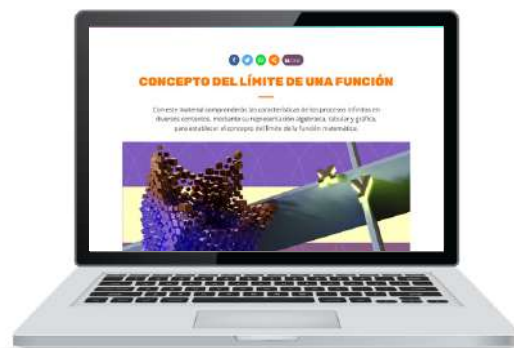 CONCEPTO DEL LÍMITE DE UNA FUNCIÓN
Con este material comprenderás las características de los procesos infinitos en
diversos contextos, mediante su representación algebraica, tabular y gráfica,
para establecer el concepto del límite de la función matemática.